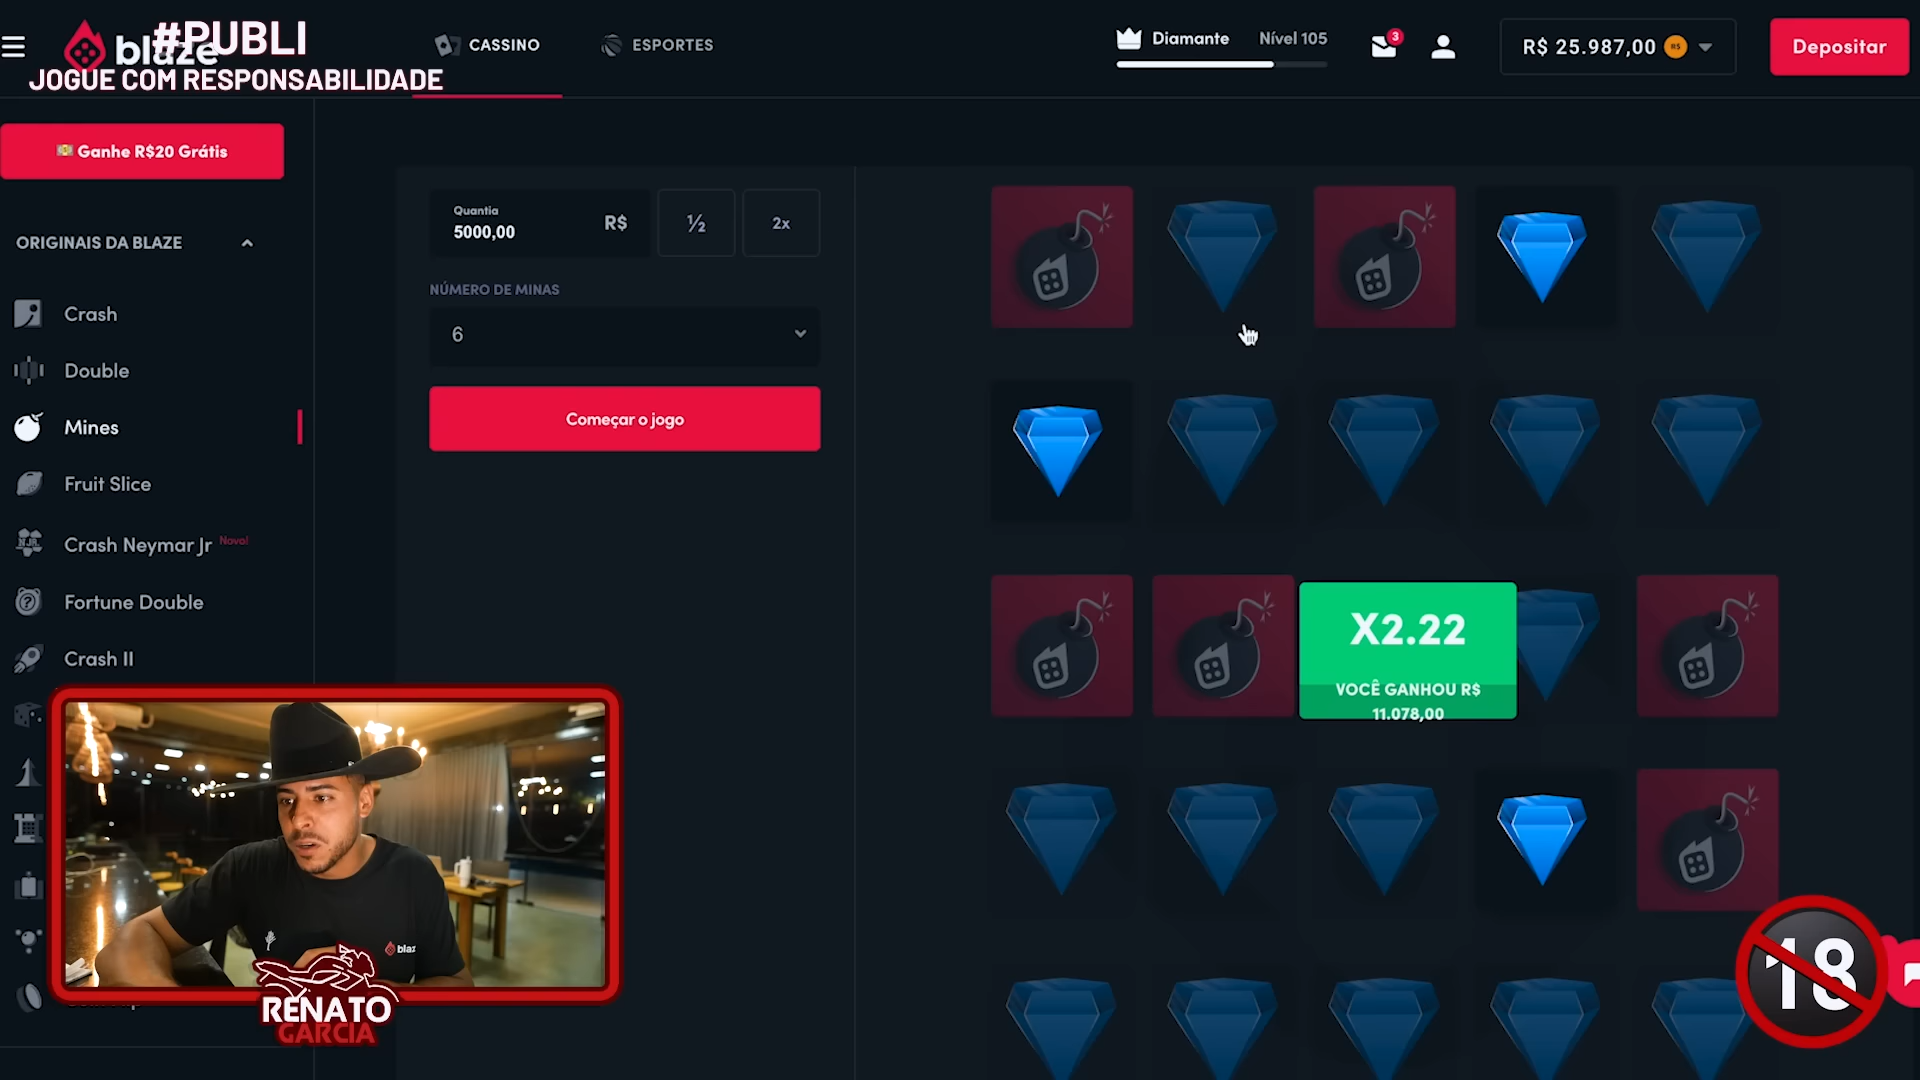 #PUBLI
blaze
JOGUE COM RESPONSABILIDADE
CASSINO
ESPORTES
Diamante
Nível 105
3
R$ 25.987,00
R$
Depositar
Ganhe R$20 Grátis
ORIGINAIS DA BLAZE
Crash
Double
Mines
Fruit Slice
Crash Neymar Jr
Novo!
Fortune Double
Crash II
Quantia
5000,00
R$
½
2x
NÚMERO DE MINAS
6
Começar o jogo
X2.22
VOCÊ GANHOU R$
11.078,00
blaz
RENATO
GARCIA
18